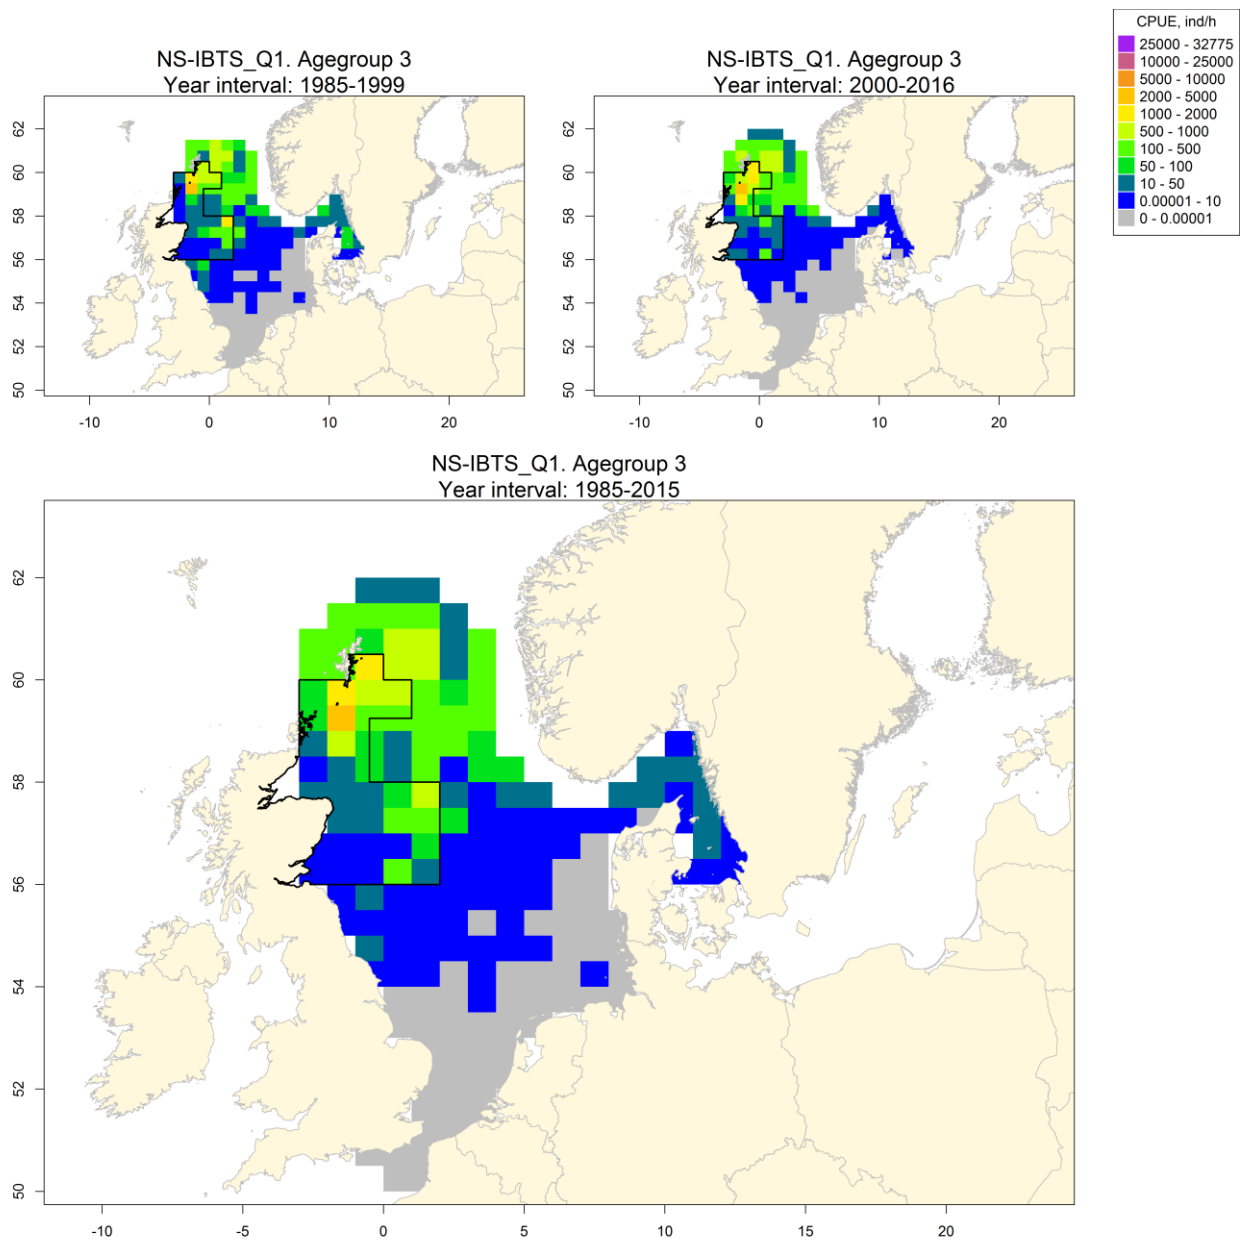 NS-IBTS_Q1. Agegroup 3
Year interval: 1985-1999
62
60
58
56
54
52
50
-10
0
10
20
NS-IBTS_Q1. Agegroup 3
Year interval: 2000-2016
62
60
58
56
54
52
50
-10
0
10
20
CPUE, ind/h
25000 - 32775
10000 - 25000
5000 - 10000
2000 - 5000
1000 - 2000
500 - 1000
100 - 500
50 - 100
10 - 50
0.00001 - 10
0 - 0.00001
NS-IBTS_Q1. Agegroup 3
Year interval: 1985-2015
62
60
58
56
54
52
50
-10
-5
0
5
10
15
20